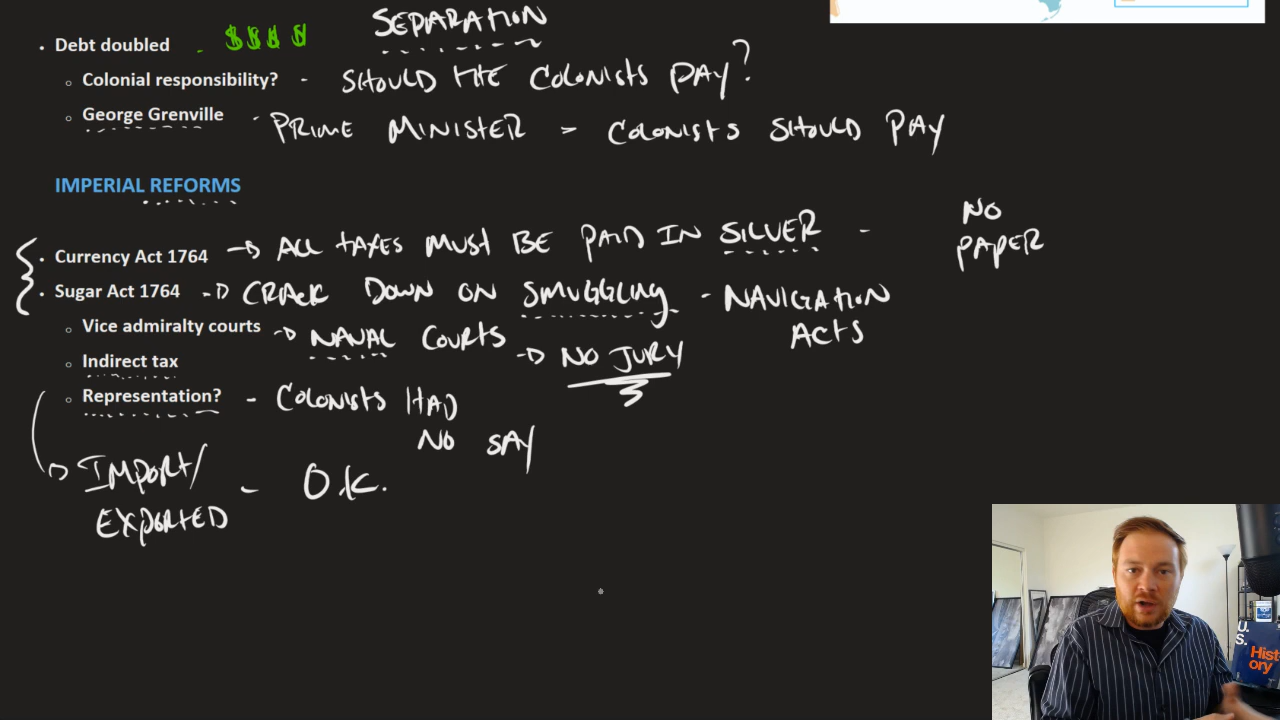 SEPARATION
• Debt doubled - $$$$
○ Colonial responsibility? - SHOULD THE COLONISTS PAY?
○ George Grenville - PRIME MINISTER - COLONISTS SHOULD PAY
IMPERIAL REFORMS
• Currency Act 1764 → ALL TAXES MUST BE PAID IN SILVER - NO PAPER
• Sugar Act 1764 → CRACK DOWN ON SMUGGLING - NAVIGATION ACTS
○ Vice admiralty courts → NAVAL COURTS → NO JURY
○ Indirect tax
○ Representation? - COLONISTS HAD
NO SAY
→ IMPORT/
EXPORTED - O.K.
U.
S.
Hist
ory